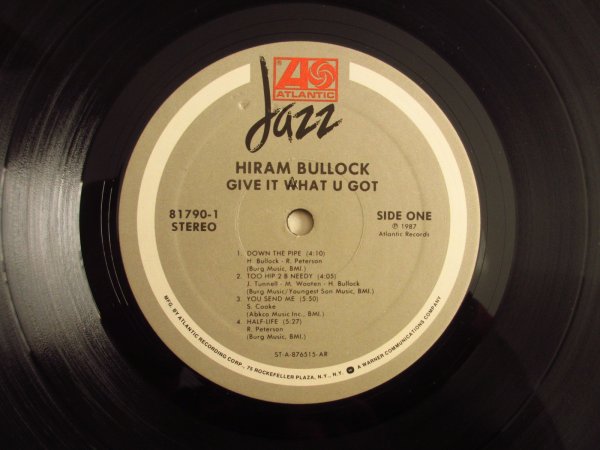 ATLANTIC
Jazz
HIRAM BULLOCK
GIVE IT WHAT U GOT
81790-1
STEREO
SIDE ONE
℗ 1987
Atlantic Records
1. DOWN THE PIPE (4:10)
H. Bullock - R. Peterson
(Burg Music, BMI.)
2. TOO HIP 2 B NEEDY (4:05)
J. Tunnell - M. Wooten - H. Bullock
(Burg Music/Youngest Son Music, BMI.)
3. YOU SEND ME (5:50)
S. Cooke
(Abkco Music Inc., BMI.)
4. HALF-LIFE (5:27)
R. Peterson
(Burg Music, BMI.)
ST-A-876515-AR
MFG. BY ATLANTIC RECORDING CORP., 75 ROCKEFELLER PLAZA, N.Y., N.Y. A WARNER COMMUNICATIONS COMPANY